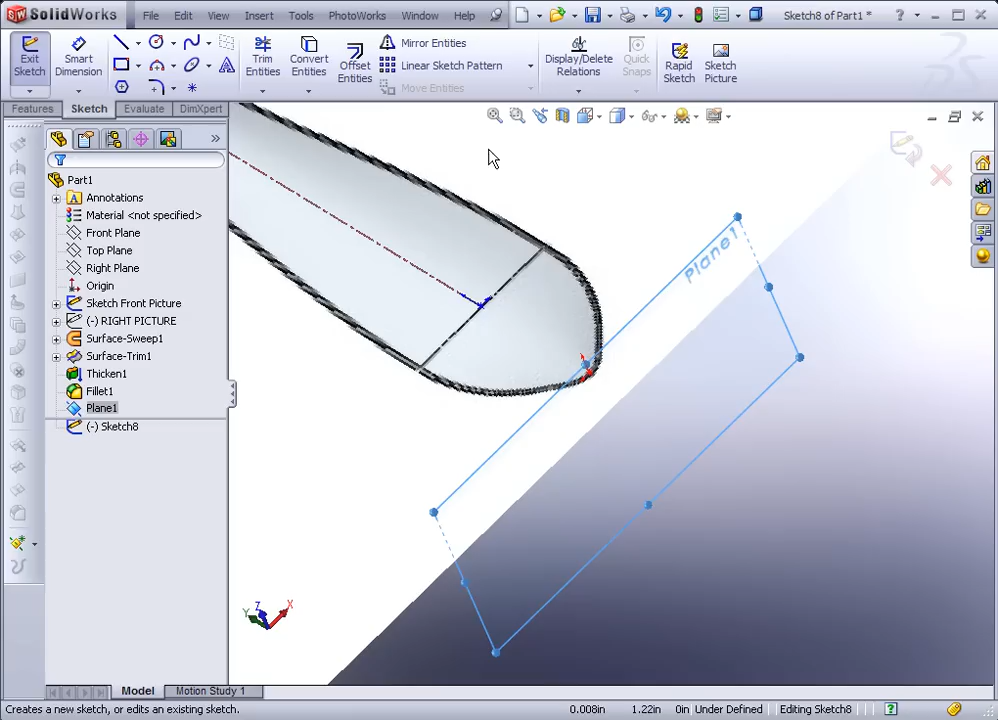 SolidWorks File Edit View Insert Tools PhotoWorks Window Help Sketch8 of Part1 * ?
Exit Sketch
Smart Dimension
Trim Entities
Convert Entities
Offset Entities
Mirror Entities
Linear Sketch Pattern
Move Entities
Display/Delete Relations
Quick Snaps
Rapid Sketch
Sketch Picture
Features Sketch Evaluate DimXpert
Part1
Annotations
Material <not specified>
Front Plane
Top Plane
Right Plane
Origin
Sketch Front Picture
(-) RIGHT PICTURE
Surface-Sweep1
Surface-Trim1
Thicken1
Fillet1
Plane1
(-) Sketch8
Plane1
Z
X
Y
Model Motion Study 1
Creates a new sketch, or edits an existing sketch. 0.008in 1.22in 0in Under Defined Editing Sketch8 ?